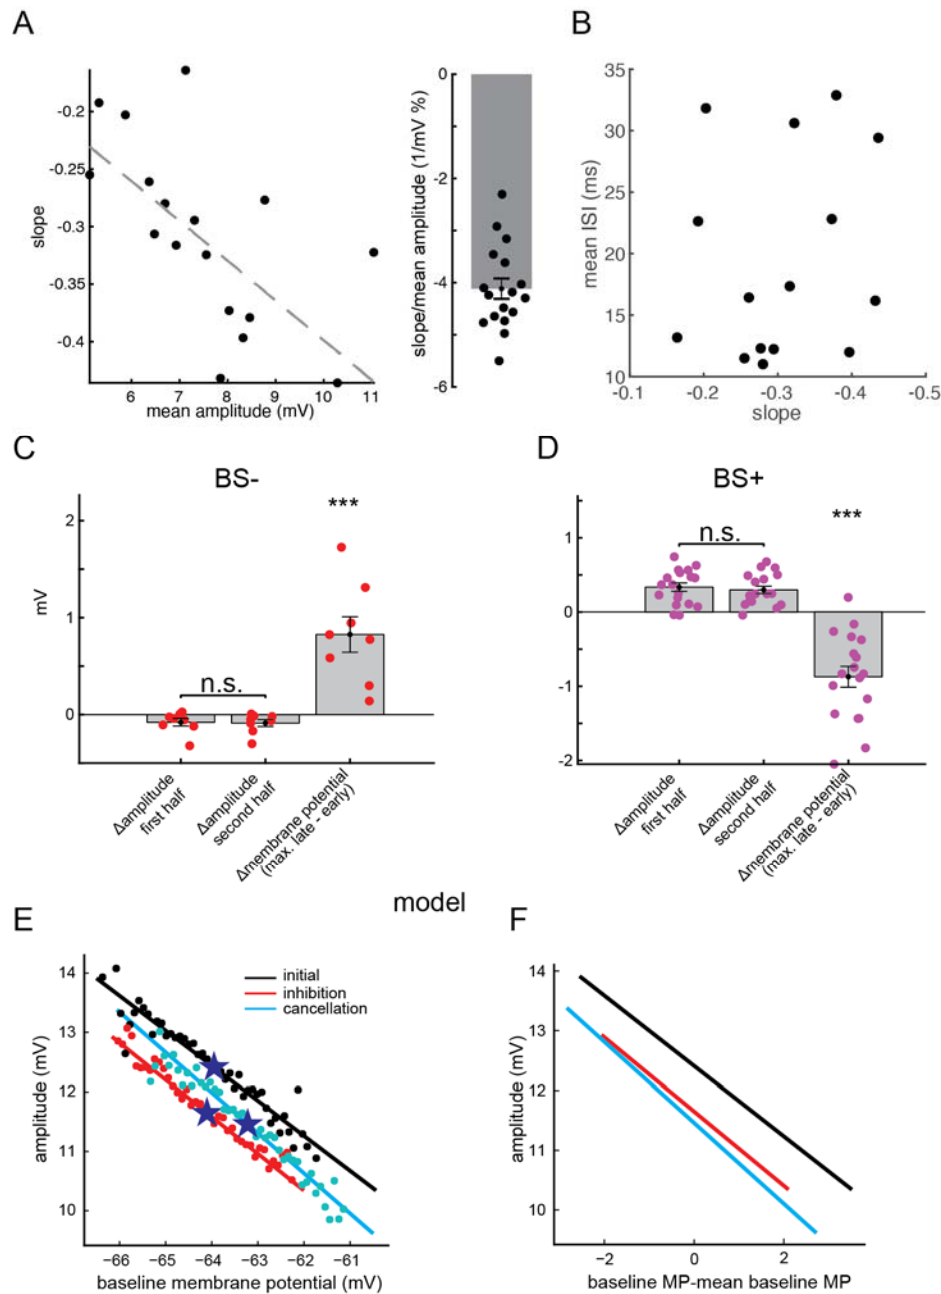 A
slope
-0.2
-0.25
-0.3
-0.35
-0.4
6
7
8
9
10
11
mean amplitude (mV)
slope/mean amplitude (1/mV %)
0
-2
-4
-6
B
mean ISI (ms)
35
30
25
20
15
10
-0.1
-0.2
-0.3
-0.4
-0.5
slope
C
BS-
***
mV
2
1
0
n.s.
Δamplitude
first half
Δamplitude
second half
Δmembrane potential
(max. late - early)
D
BS+
***
n.s.
1
0
-1
-2
Δamplitude
first half
Δamplitude
second half
Δmembrane potential
(max. late - early)
model
E
amplitude (mV)
14
13
12
11
10
initial
inhibition
cancellation
−66
−65
−64
−63
−62
−61
baseline membrane potential (mV)
F
amplitude (mV)
14
13
12
11
10
−2
0
2
baseline MP-mean baseline MP